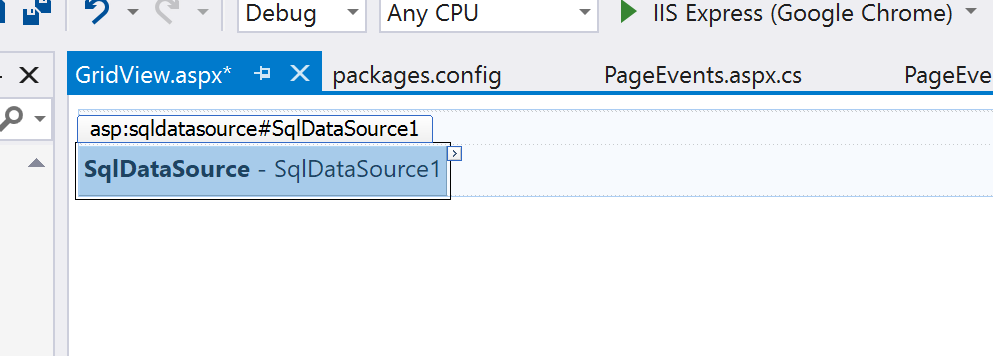 Debug Any CPU IIS Express (Google Chrome)
GridView.aspx* packages.config PageEvents.aspx.cs PageEve
asp:sqldatasource#SqlDataSource1
SqlDataSource - SqlDataSource1